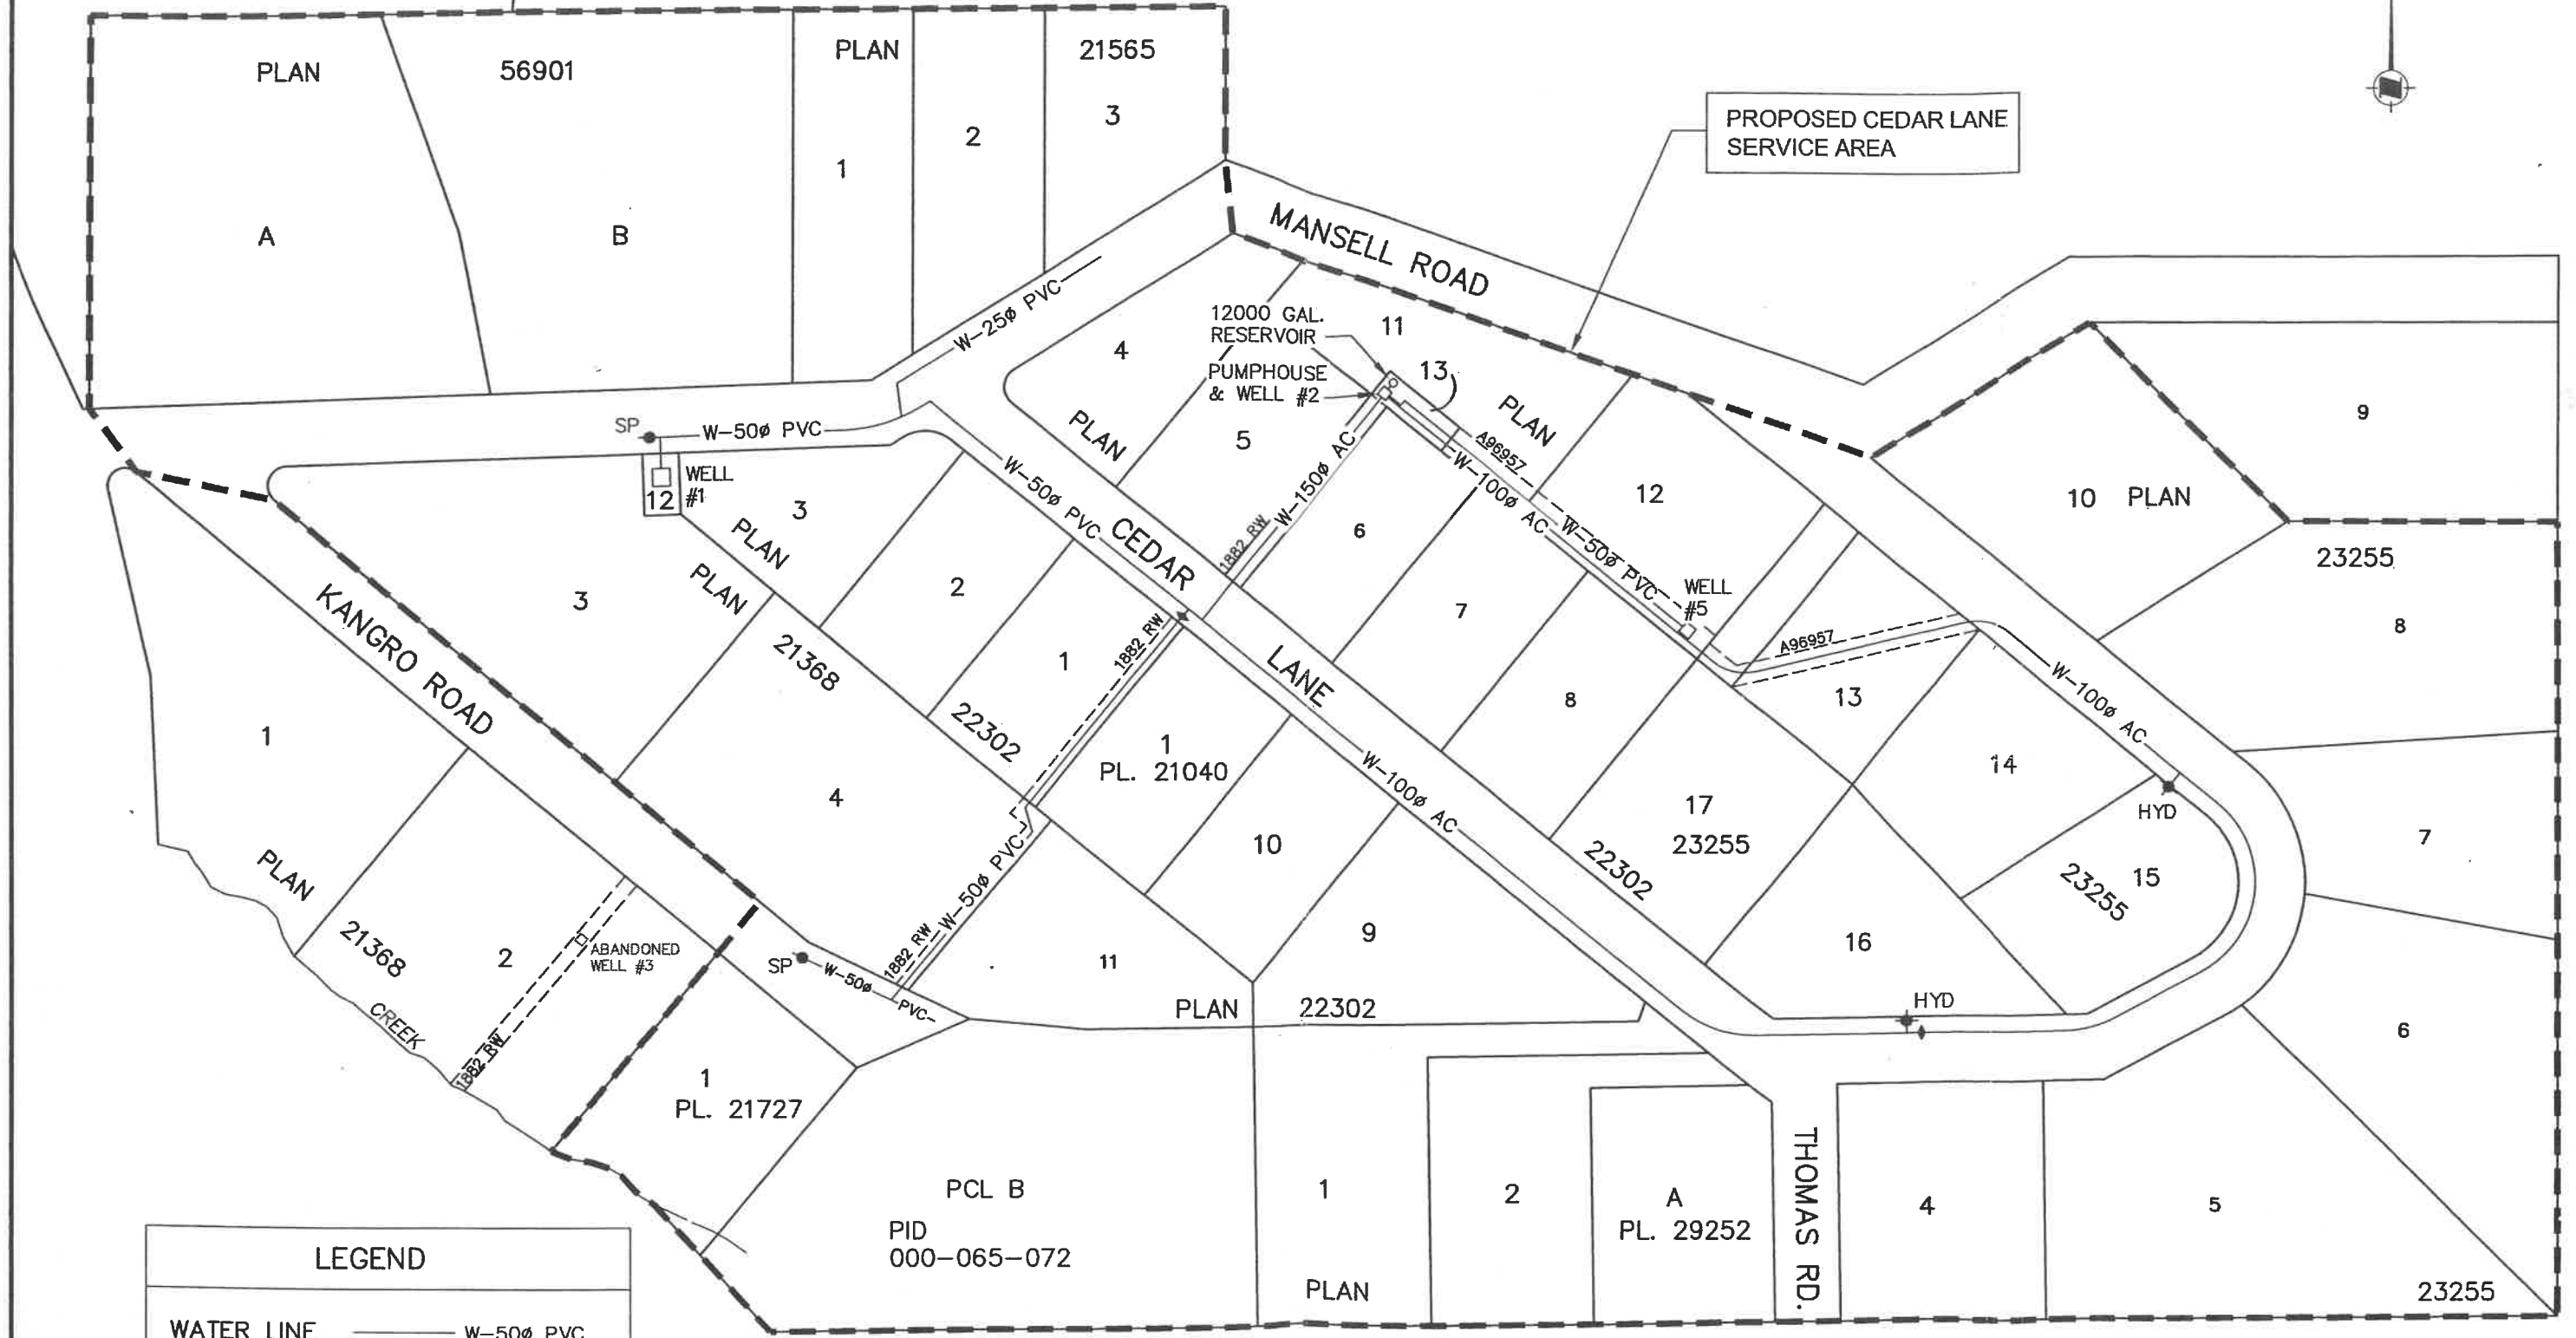 PLAN
56901
PLAN
21565
A
B
1
2
3
PROPOSED CEDAR LANE
SERVICE AREA
MANSELL ROAD
W-25ø PVC
12000 GAL.
RESERVOIR
PUMPHOUSE
& WELL #2
11
13
PLAN
4
PLAN
5
9
10 PLAN
23255
8
SP
W-50ø PVC
WELL
#1
12
3
PLAN
PLAN
3
2
W-50ø PVC
CEDAR
LANE
1882 RW
W-150ø AC
A96957
W-100ø AC
W-50ø PVC
12
WELL
#5
6
7
8
A96957
13
W-100ø AC
14
HYD
KANGRO ROAD
21368
22302
1
1882 RW
1
PL. 21040
W-100ø AC
4
10
9
17
23255
22302
15
23255
7
16
1
PLAN
21368
2
ABANDONED
WELL #3
CREEK
1882 RW
SP
W-50ø
PVC
1882 RW
W-50ø PVC
11
PLAN 22302
HYD
6
1
PL. 21727
PCL B
PID
000-065-072
1
PLAN
2
A
PL. 29252
THOMAS RD.
4
5
23255
LEGEND
WATER LINE W-50ø PVC